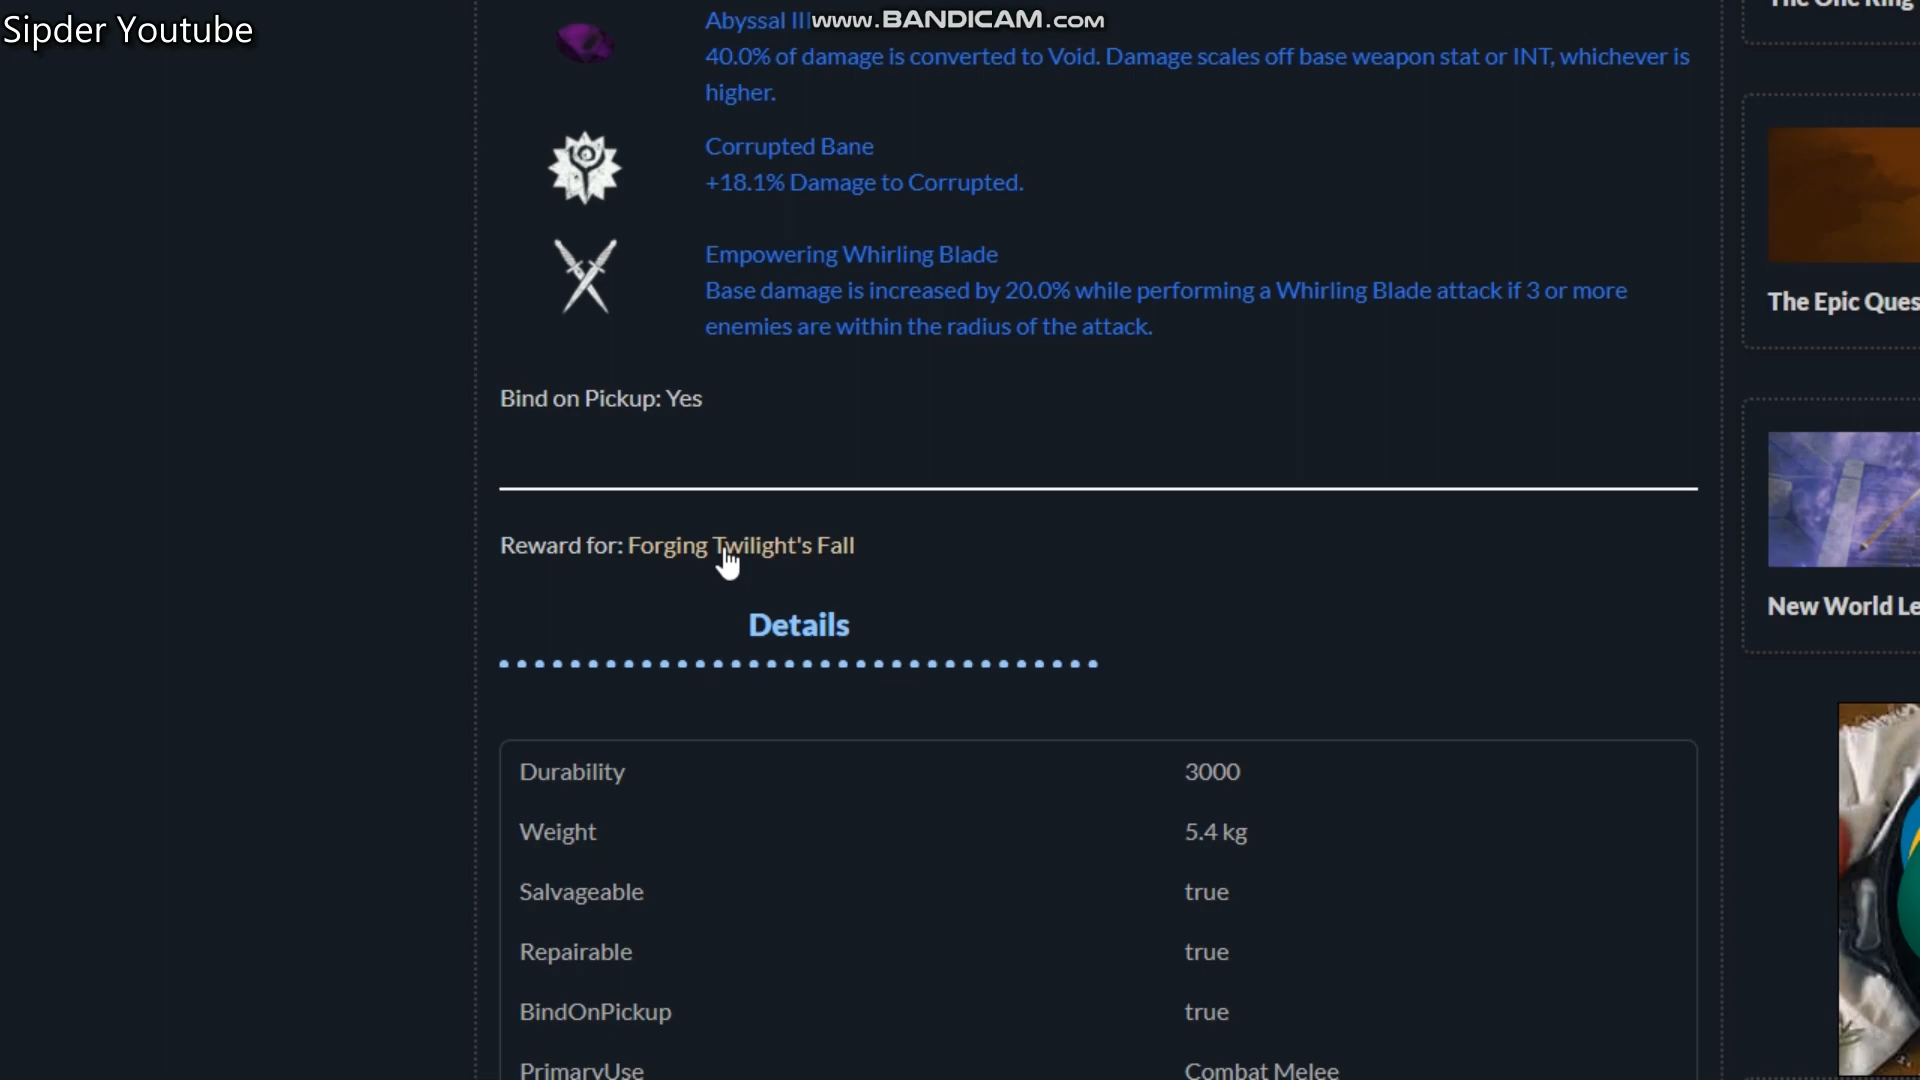 Sipder Youtube
www.BANDICAM.com
Abyssal III
40.0% of damage is converted to Void. Damage scales off base weapon stat or INT, whichever is
higher.
Corrupted Bane
+18.1% Damage to Corrupted.
Empowering Whirling Blade
Base damage is increased by 20.0% while performing a Whirling Blade attack if 3 or more
enemies are within the radius of the attack.
Bind on Pickup: Yes
Reward for: Forging Twilight's Fall
Details
Durability 3000
Weight 5.4 kg
Salvageable true
Repairable true
BindOnPickup true
PrimaryUse Combat Melee
The One Ring
The Epic Ques
New World Le